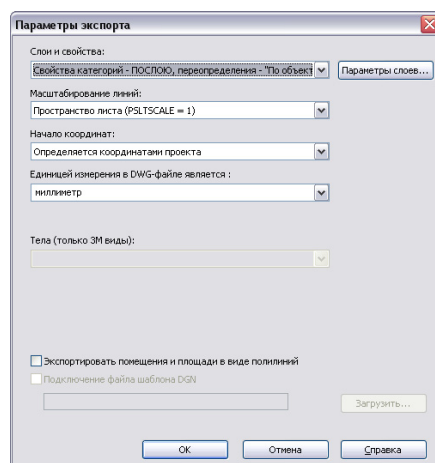 Параметры экспорта
Слои и свойства:
Свойства категорий - ПОСЛОЮ, переопределения - "По объект
Параметры слоев...
Масштабирование линий:
Пространство листа (PSLTSCALE = 1)
Начало координат:
Определяется координатами проекта
Единицей измерения в DWG-файле является :
миллиметр
Тела (только 3М виды):
Экспортировать помещения и площади в виде полилиний
Подключение файла шаблона DGN
Загрузить...
ОК
Отмена
Справка